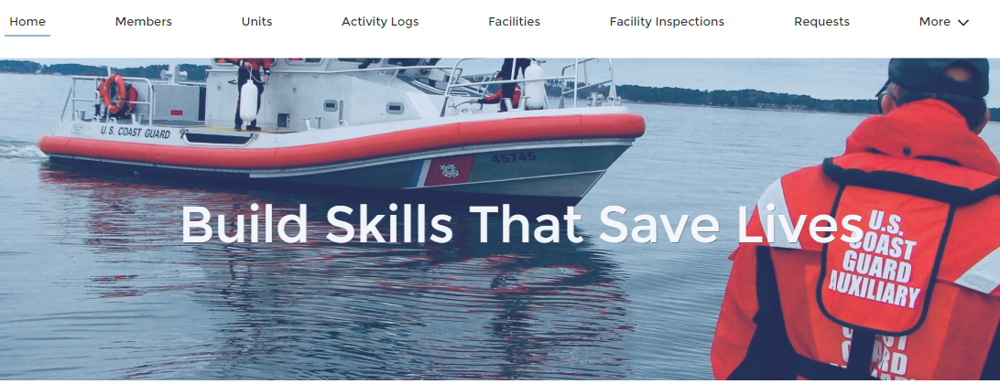 Home Members Units Activity Logs Facilities Facility Inspections Requests More
U.S. COAST GUARD
45745
Build Skills That Save Lives
U.S.
COAST
GUARD
AUXILIARY